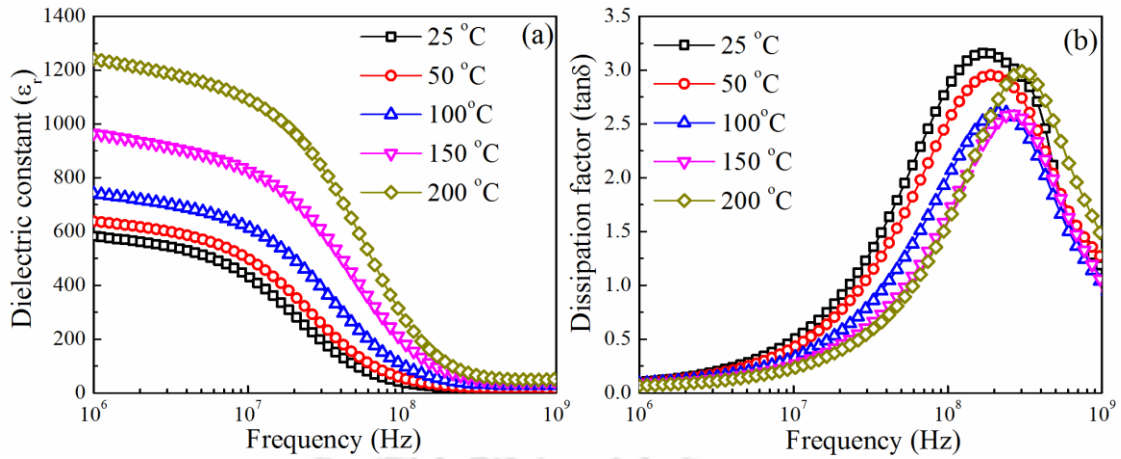 1400
1200
1000
800
600
400
200
0
Dielectric constant (ε_r)
(a)
25 °C
50 °C
100°C
150 °C
200 °C
10^6 10^7 10^8 10^9
Frequency (Hz)
3.5
3.0
2.5
2.0
1.5
1.0
0.5
0.0
Dissipation factor (tanδ)
(b)
25 °C
50 °C
100°C
150 °C
200 °C
10^6 10^7 10^8 10^9
Frequency (Hz)